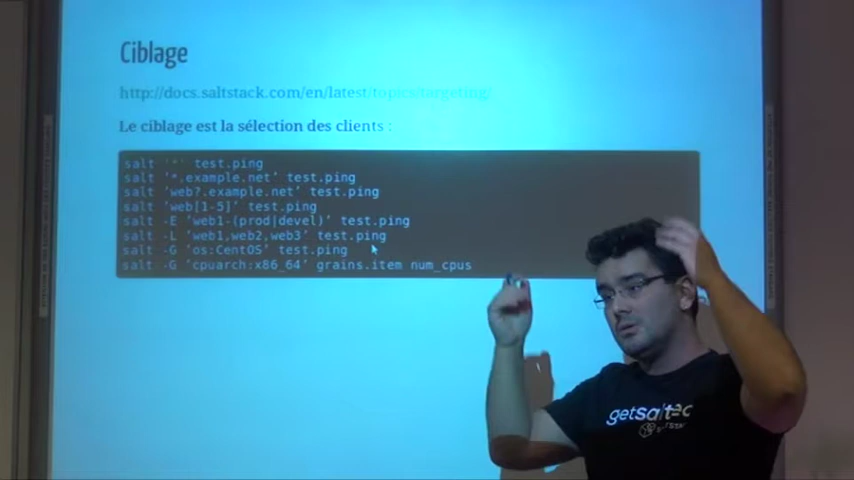 Ciblage
http://docs.saltstack.com/en/latest/topics/targeting/
Le ciblage est la sélection des clients :
salt '*' test.ping
salt '*.example.net' test.ping
salt 'web?.example.net' test.ping
salt 'web[1-5]' test.ping
salt -E 'web1-(prod|devel)' test.ping
salt -L 'web1,web2,web3' test.ping
salt -G 'os:CentOS' test.ping
salt -G 'cpuarch:x86_64' grains.item num_cpus
getsalted